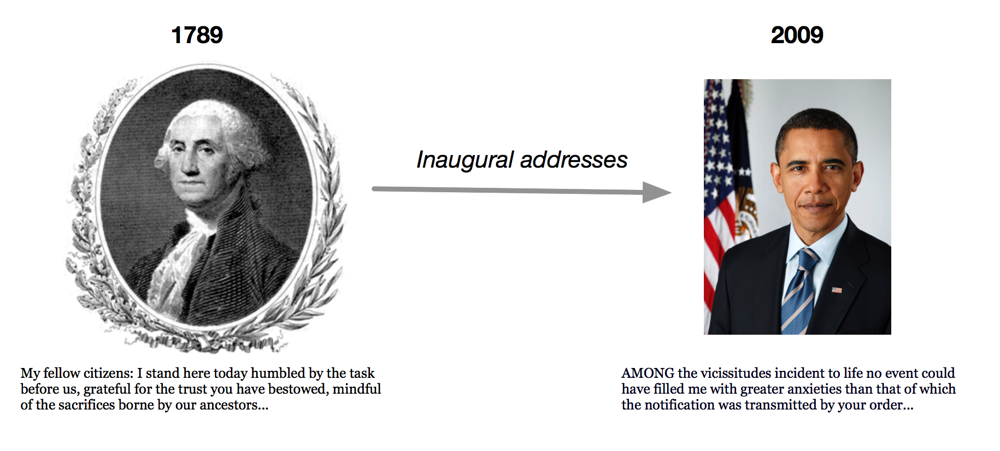 1789
2009
Inaugural addresses
My fellow citizens: I stand here today humbled by the task
before us, grateful for the trust you have bestowed, mindful
of the sacrifices borne by our ancestors...
AMONG the vicissitudes incident to life no event could
have filled me with greater anxieties than that of which
the notification was transmitted by your order...